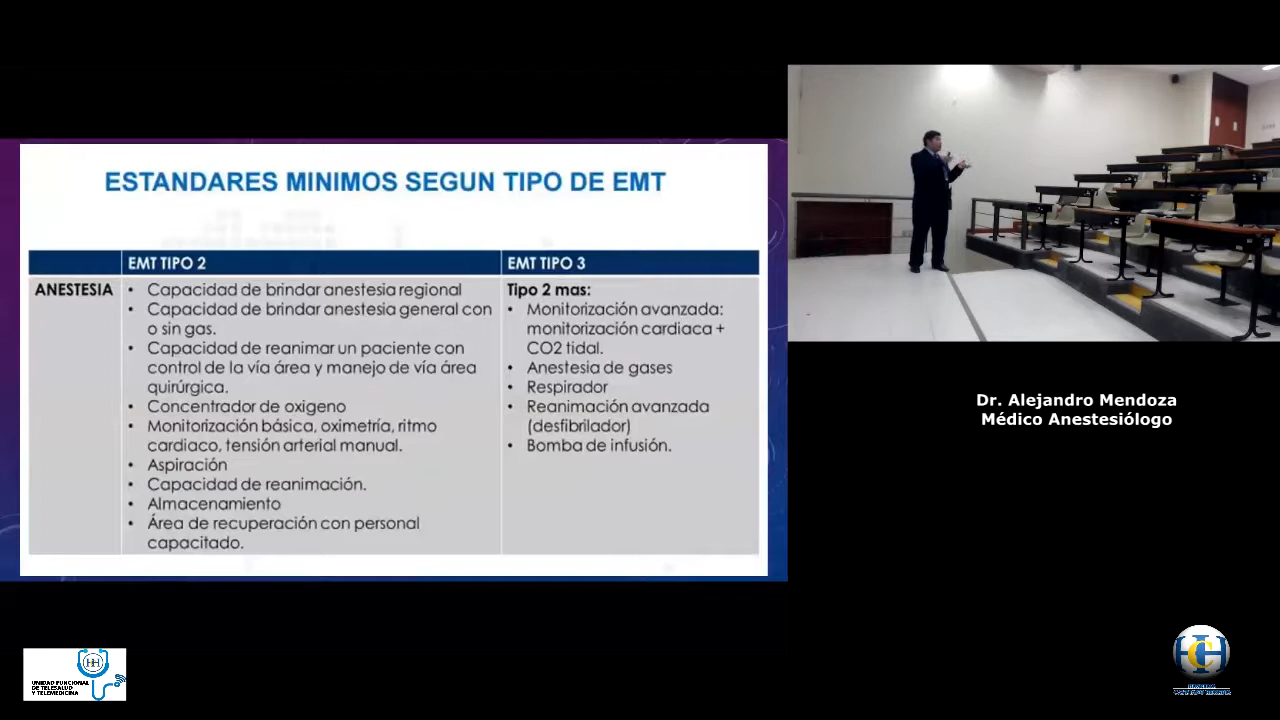 ESTANDARES MINIMOS SEGUN TIPO DE EMT
EMT TIPO 2
EMT TIPO 3
ANESTESIA
• Capacidad de brindar anestesia regional
• Capacidad de brindar anestesia general con
o sin gas.
• Capacidad de reanimar un paciente con
control de la vía área y manejo de vía área
quirúrgica.
• Concentrador de oxigeno
• Monitorización básica, oximetría, ritmo
cardiaco, tensión arterial manual.
• Aspiración
• Capacidad de reanimación.
• Almacenamiento
• Área de recuperación con personal
capacitado.
Tipo 2 mas:
• Monitorización avanzada:
monitorización cardiaca +
CO2 tidal.
• Anestesia de gases
• Respirador
• Reanimación avanzada
(desfibrilador)
• Bomba de infusión.
Dr. Alejandro Mendoza
Médico Anestesiólogo
UNIDAD FUNCIONAL
DE TELESALUD
Y TELEMEDICINA